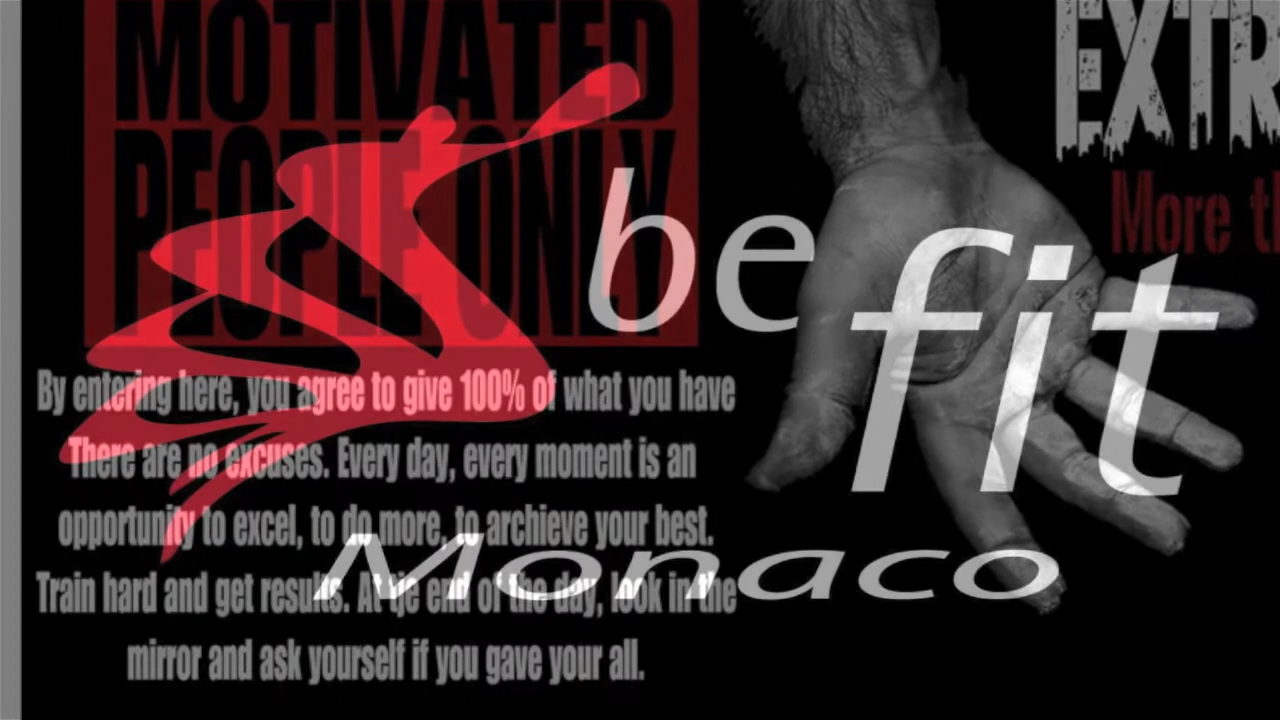 MOTIVATED
PEOPLE ONLY
By entering here, you agree to give 100% of what you have
There are no excuses. Every day, every moment is an
opportunity to excel, to do more, to archieve your best.
Train hard and get results. At tje end of the day, look in the
mirror and ask yourself if you gave your all.
be fit
Monaco
EXTR
More t